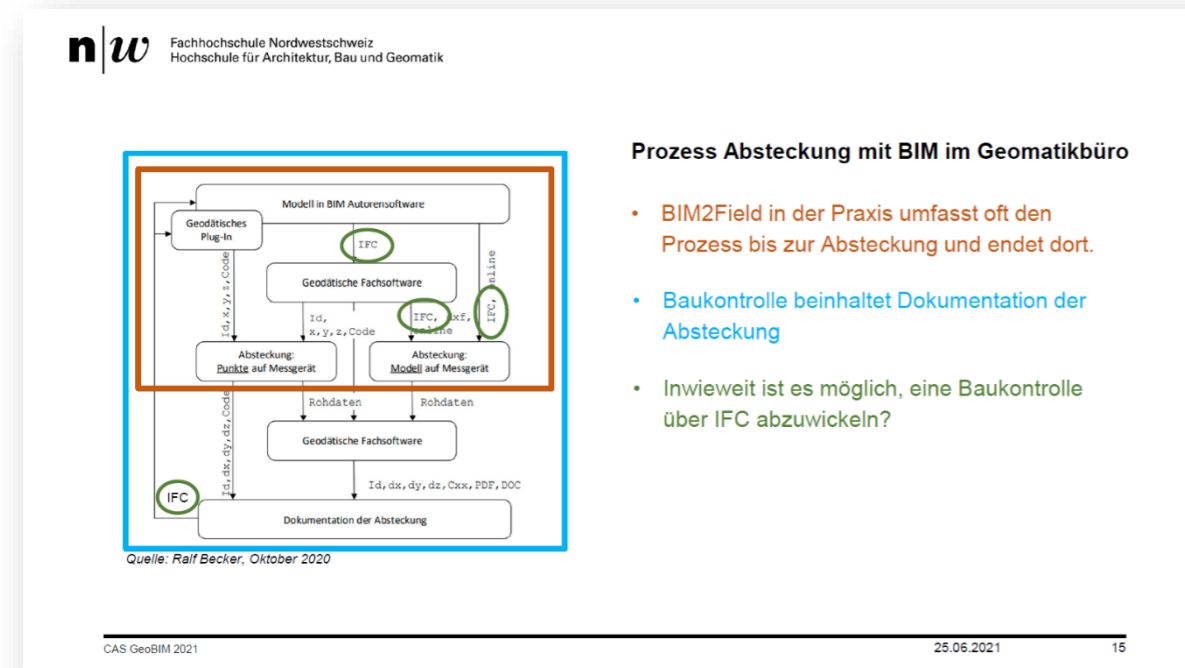 n|w
Fachhochschule Nordwestschweiz
Hochschule für Architektur, Bau und Geomatik
Prozess Absteckung mit BIM im Geomatikbüro
• BIM2Field in der Praxis umfasst oft den
Prozess bis zur Absteckung und endet dort.
• Baukontrolle beinhaltet Dokumentation der
Absteckung
• Inwieweit ist es möglich, eine Baukontrolle
über IFC abzuwickeln?
Modell in BIM Autorensoftware
Geodätisches
Plug-In
IFC
Id,x,y,z,Code
Geodätische Fachsoftware
IFC, online
Id,
x,y,z,Code
IFC, dxf,
online
Absteckung:
Punkte auf Messgerät
Absteckung:
Modell auf Messgerät
Rohdaten
Rohdaten
Id,dx,dy,dz,Code
Geodätische Fachsoftware
Id,dx,dy,dz,Cxx,PDF,DOC
IFC
Dokumentation der Absteckung
Quelle: Ralf Becker, Oktober 2020
CAS GeoBIM 2021
25.06.2021
15